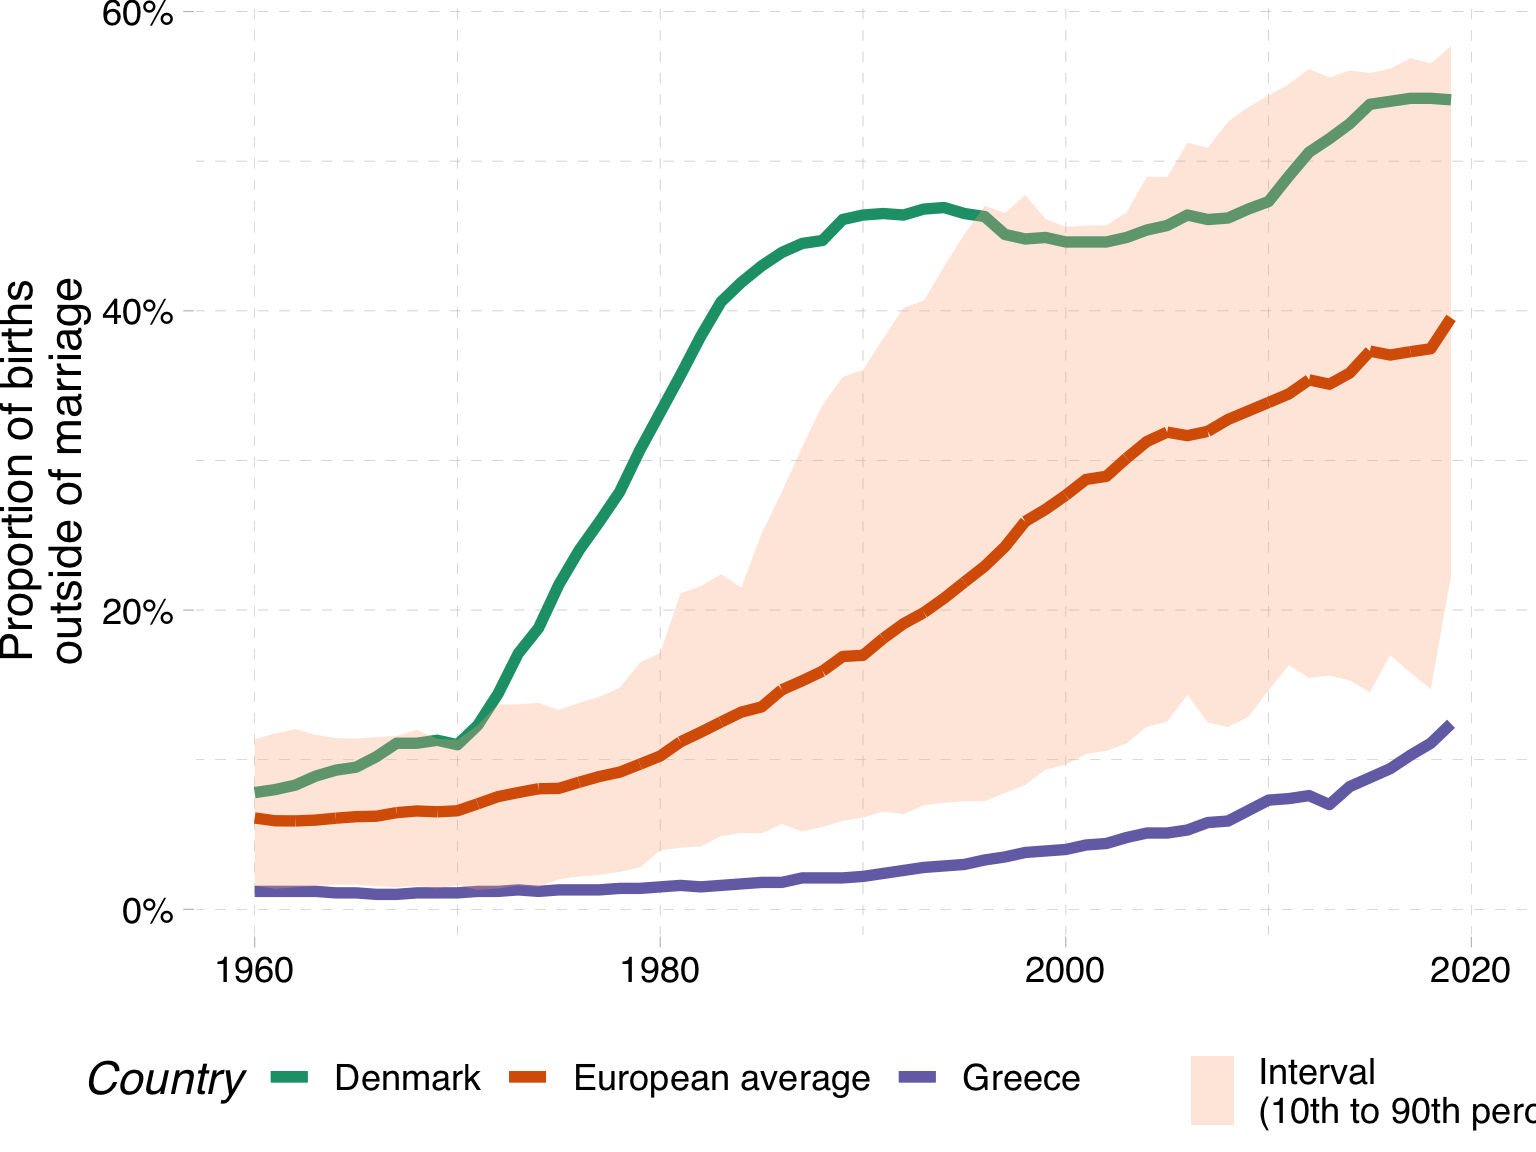 Proportion of births
outside of marriage
60%
40%
20%
0%
1960 1980 2000 2020
Country Denmark European average Greece
Interval
(10th to 90th